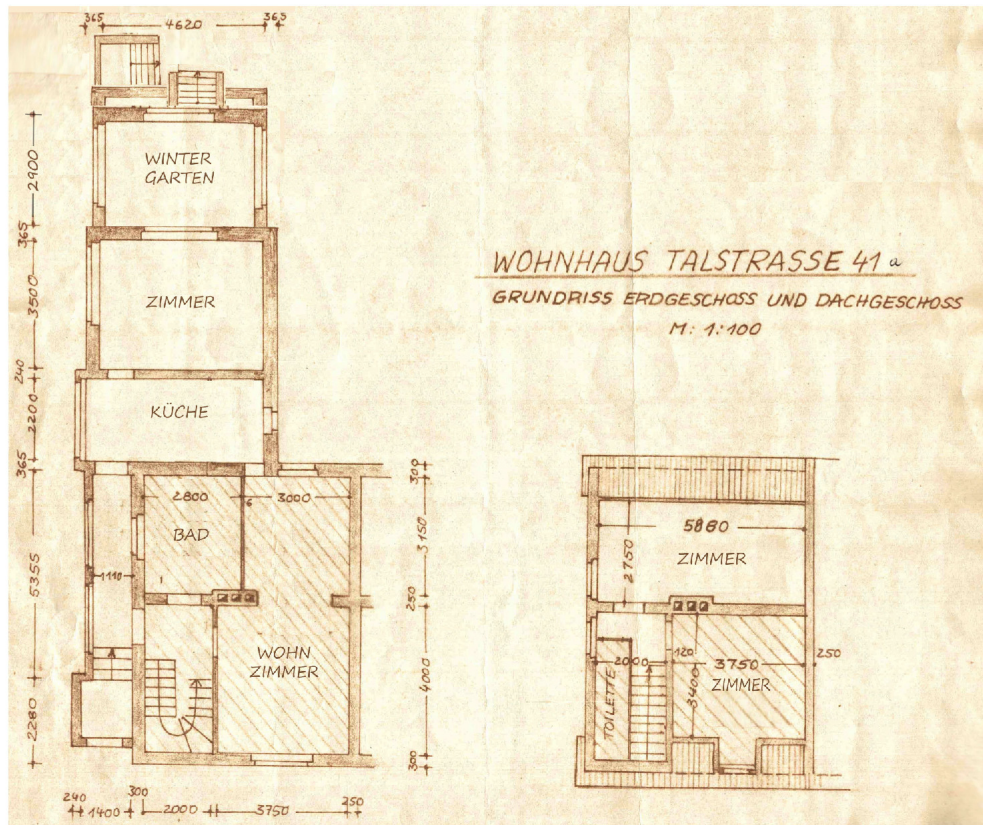 365
4620
365
WINTER
GARTEN
2900
365
ZIMMER
3500
240
KÜCHE
2200
365
WOHNHAUS TALSTRASSE 41 a
GRUNDRISS ERDGESCHOSS UND DACHGESCHOSS
M: 1:100
2800
6
3000
BAD
1110
5355
WOHN
ZIMMER
2280
300
3150
250
4000
300
240
1400
300
2000
3750
250
5880
ZIMMER
2750
2000
120
3750
250
ZIMMER
3400
TOILETTE